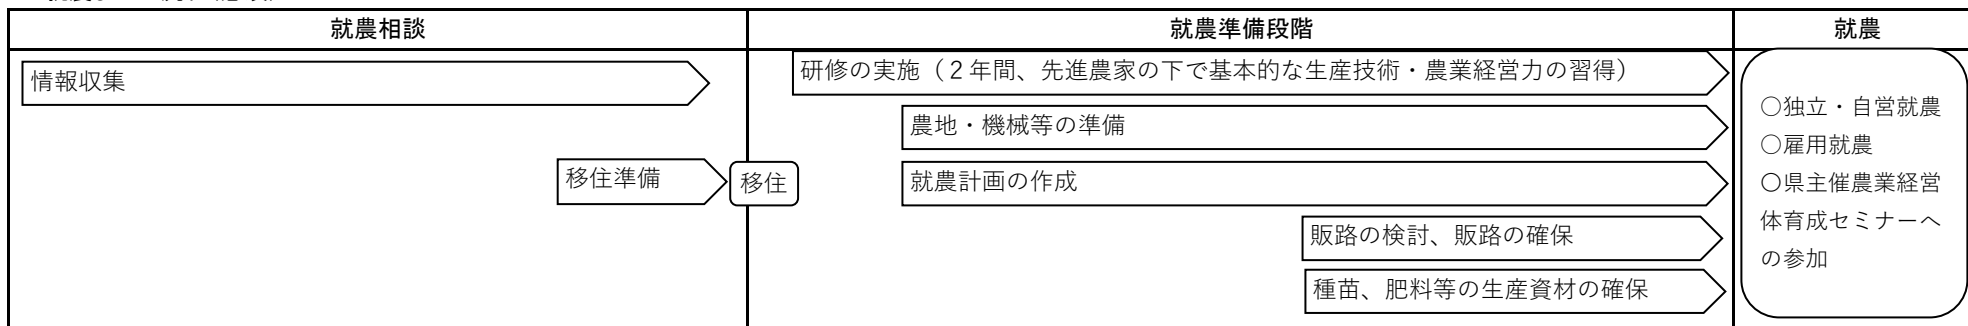 就農相談
就農準備段階
就農
情報収集
研修の実施（２年間、先進農家の下で基本的な生産技術・農業経営力の習得）
農地・機械等の準備
移住準備
移住
就農計画の作成
販路の検討、販路の確保
種苗、肥料等の生産資材の確保
○独立・自営就農
○雇用就農
○県主催農業経営
体育成セミナーへ
の参加